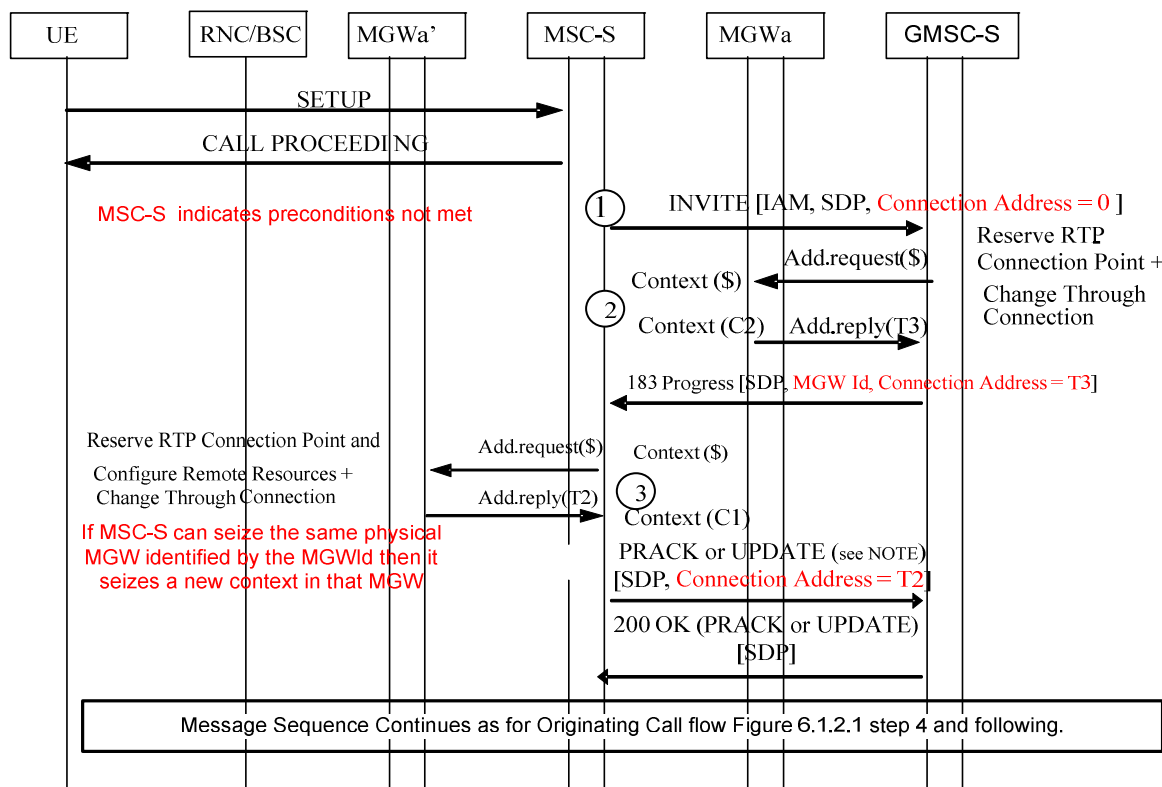 UE
RNC/BSC
MGWa’
MSC-S
MGWa
GMSC-S
SETUP
CALL PROCEEDING
MSC-S indicates preconditions not met
1
INVITE [IAM, SDP, Connection Address = 0 ]
Reserve RTP
Connection Point +
Change Through
Connection
Add.request($)
Context ($)
2
Context (C2)
Add.reply(T3)
183 Progress [SDP, MGW Id, Connection Address = T3]
Reserve RTP Connection Point and
Configure Remote Resources +
Change Through Connection
Add.request($)
Context ($)
Add.reply(T2)
3
Context (C1)
If MSC-S can seize the same physical
MGW identified by the MGWId then it
seizes a new context in that MGW
PRACK or UPDATE (see NOTE)
[SDP, Connection Address = T2]
200 OK (PRACK or UPDATE)
[SDP]
Message Sequence Continues as for Originating Call flow Figure 6.1.2.1 step 4 and following.